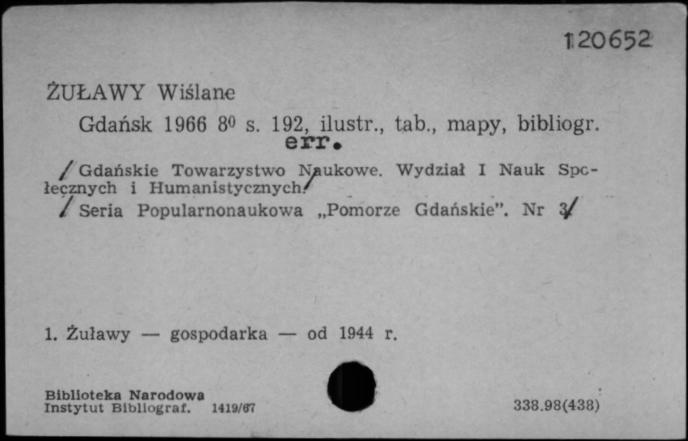 120652
ŻUŁAWY Wiślane
Gdańsk 1966 8⁰ s. 192, ilustr., tab., mapy, bibliogr.
err.
/Gdańskie Towarzystwo Naukowe. Wydział I Nauk Spo-
łecznych i Humanistycznych/
/Seria Popularnonaukowa „Pomorze Gdańskie”. Nr 3/
1. Żuławy — gospodarka — od 1944 r.
Biblioteka Narodowa
Instytut Bibliograf. 1419/67
338.98(438)